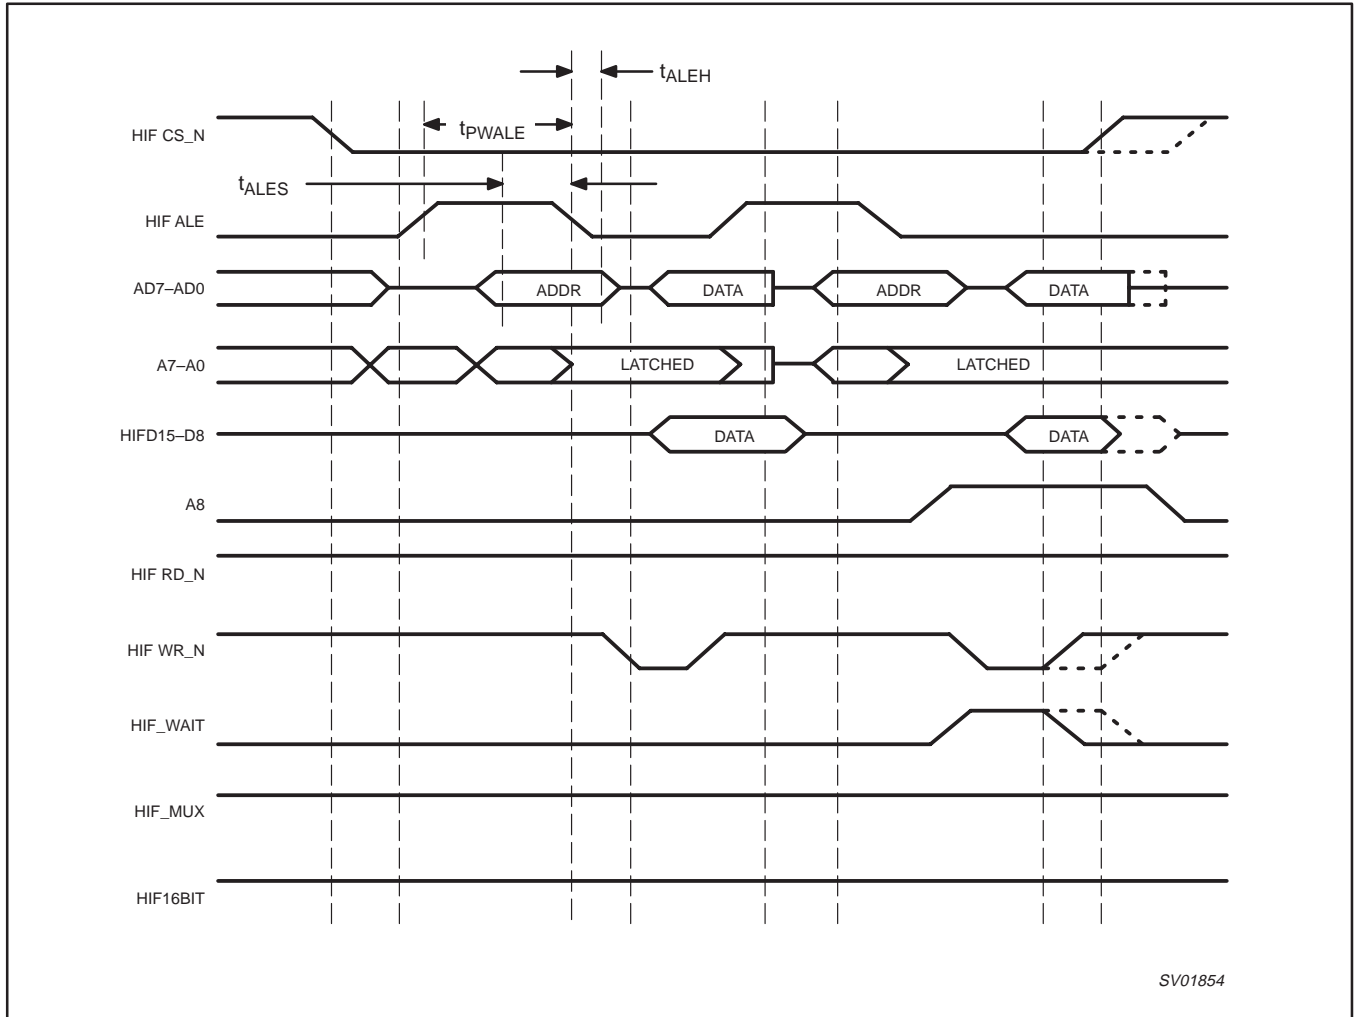 tALEH
HIF CS_N
tPWALE
tALES
HIF ALE
AD7–AD0 ADDR DATA ADDR DATA
A7–A0 LATCHED LATCHED
HIFD15–D8 DATA DATA
A8
HIF RD_N
HIF WR_N
HIF_WAIT
HIF_MUX
HIF16BIT
SV01854